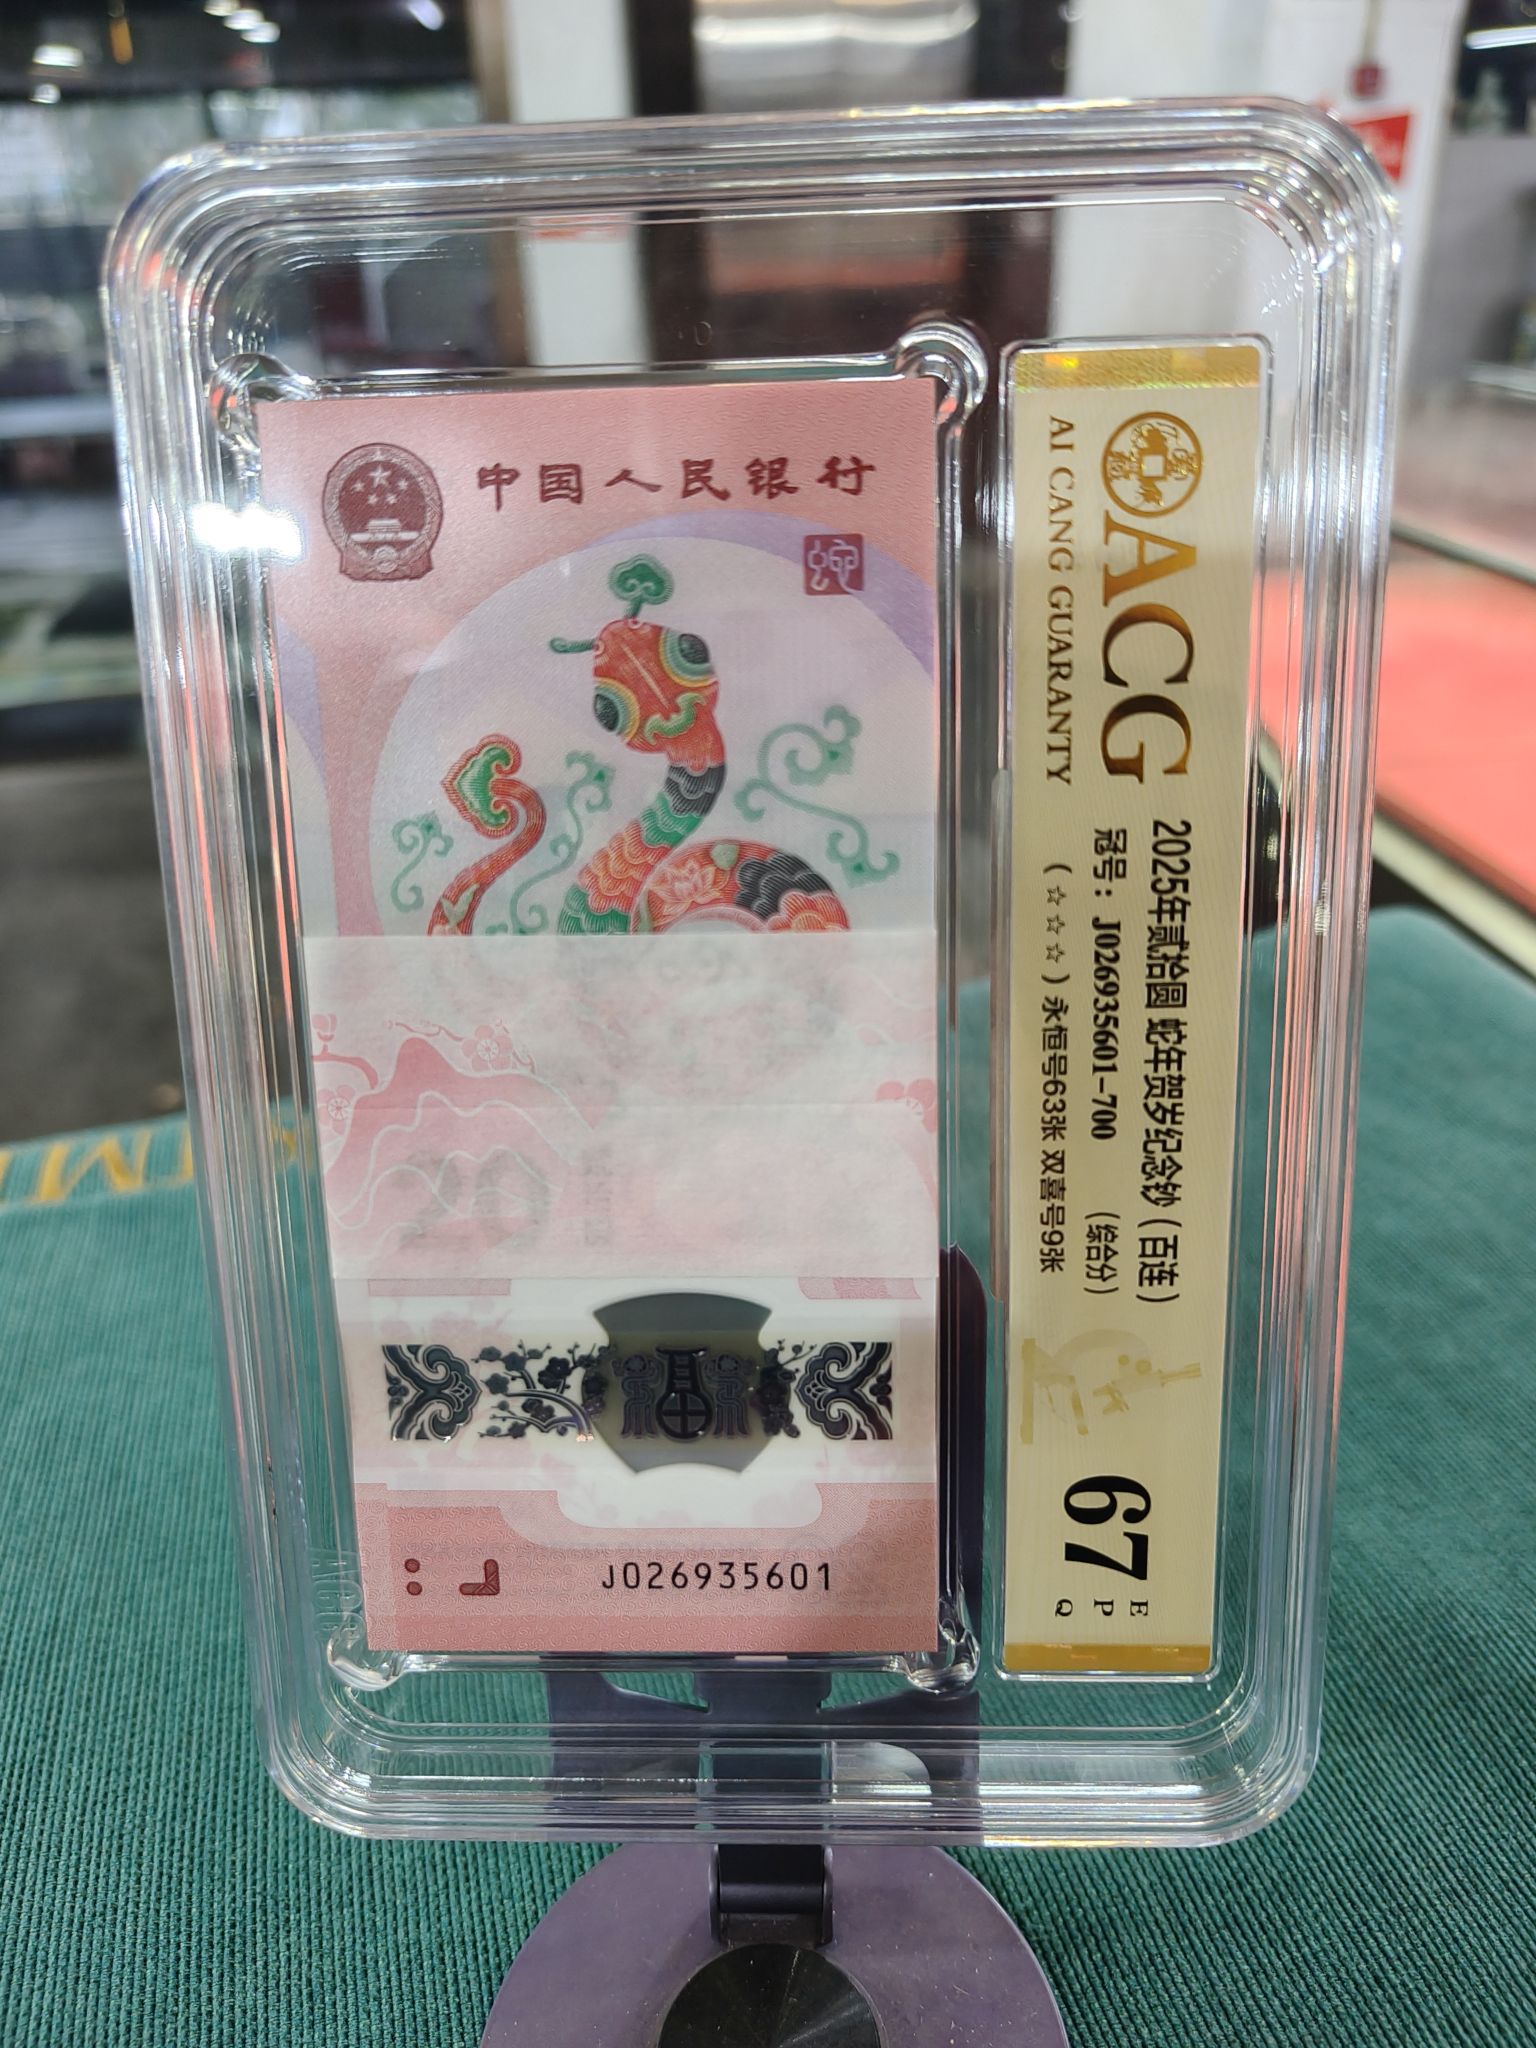 中国人民银行
蛇
J026935601
ACG
AI CANG GUARANTY
2025年贰拾圆 蛇年贺岁纪念钞（百连）
冠号：J026935601-700 （综合分）
（☆☆☆）永恒号63张 双喜号9张
67
E
P
Q